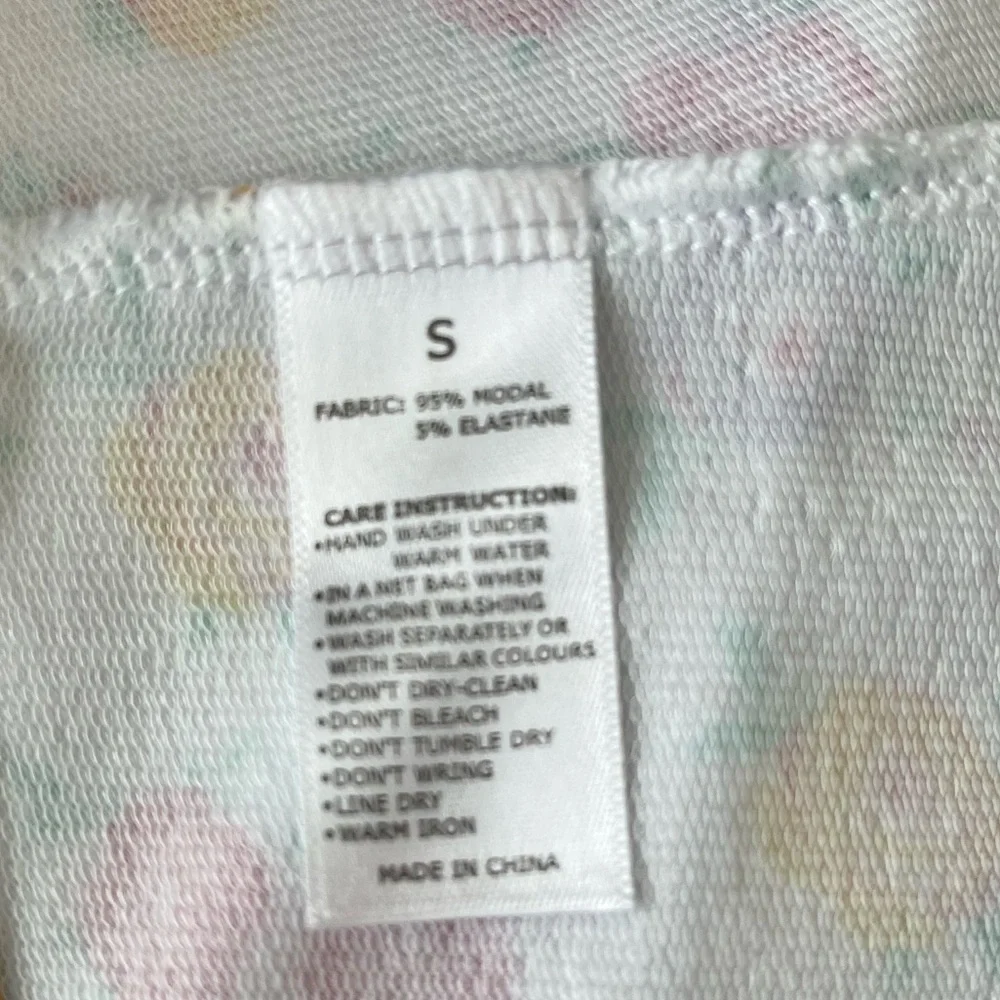 S
FABRIC: 95% MODAL
5% ELASTANE
CARE INSTRUCTION:
•HAND WASH UNDER
WARM WATER
•IN A NET BAG WHEN
MACHINE WASHING
•WASH SEPARATELY OR
WITH SIMILAR COLOURS
•DON'T DRY-CLEAN
•DON'T BLEACH
•DON'T TUMBLE DRY
•DON'T WRING
•LINE DRY
•WARM IRON
MADE IN CHINA